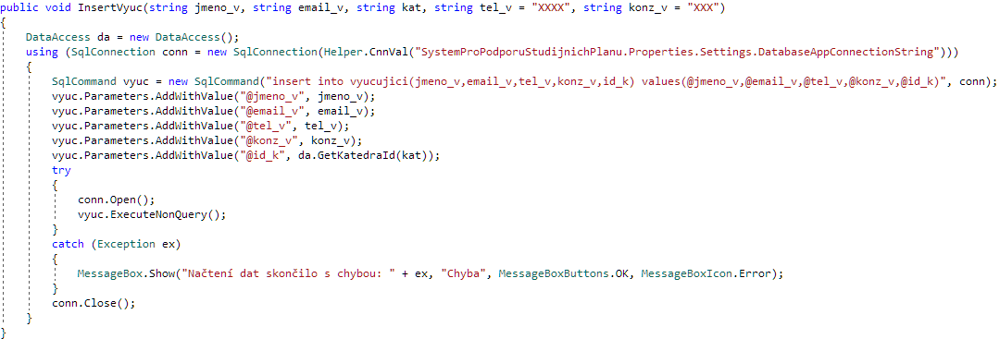 public void InsertVyuc(string jmeno_v, string email_v, string kat, string tel_v = "XXXX", string konz_v = "XXX")
{
    DataAccess da = new DataAccess();
    using (SqlConnection conn = new SqlConnection(Helper.CnnVal("SystemProPodporuStudijnichPlanu.Properties.Settings.DatabaseAppConnectionString")))
    {
        SqlCommand vyuc = new SqlCommand("insert into vyucujici(jmeno_v,email_v,tel_v,konz_v,id_k) values(@jmeno_v,@email_v,@tel_v,@konz_v,@id_k)", conn);
        vyuc.Parameters.AddWithValue("@jmeno_v", jmeno_v);
        vyuc.Parameters.AddWithValue("@email_v", email_v);
        vyuc.Parameters.AddWithValue("@tel_v", tel_v);
        vyuc.Parameters.AddWithValue("@konz_v", konz_v);
        vyuc.Parameters.AddWithValue("@id_k", da.GetKatedraId(kat));
        try
        {
            conn.Open();
            vyuc.ExecuteNonQuery();
        }
        catch (Exception ex)
        {
            MessageBox.Show("Načtení dat skončilo s chybou: " + ex, "Chyba", MessageBoxButtons.OK, MessageBoxIcon.Error);
        }
        conn.Close();
    }
}